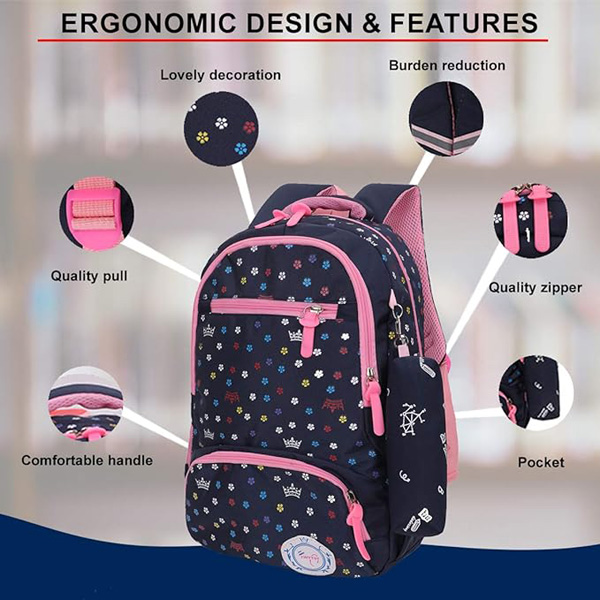 ERGONOMIC DESIGN & FEATURES
Lovely decoration
Burden reduction
Quality pull
Quality zipper
Comfortable handle
Pocket